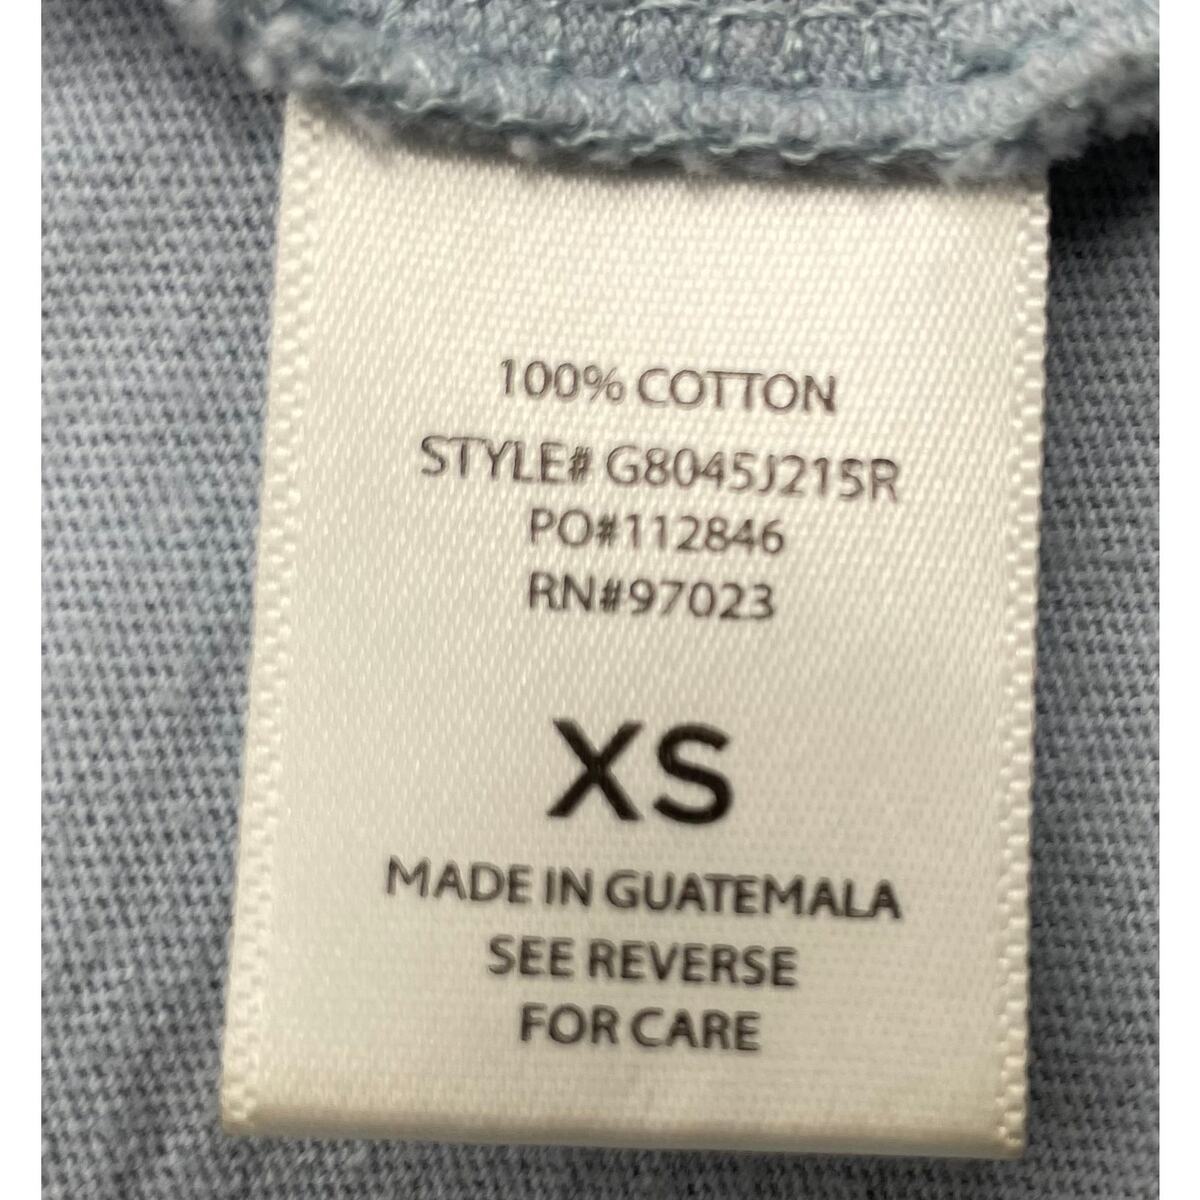 100% COTTON
STYLE# G8045J215R
PO#112846
RN#97023
XS
MADE IN GUATEMALA
SEE REVERSE
FOR CARE